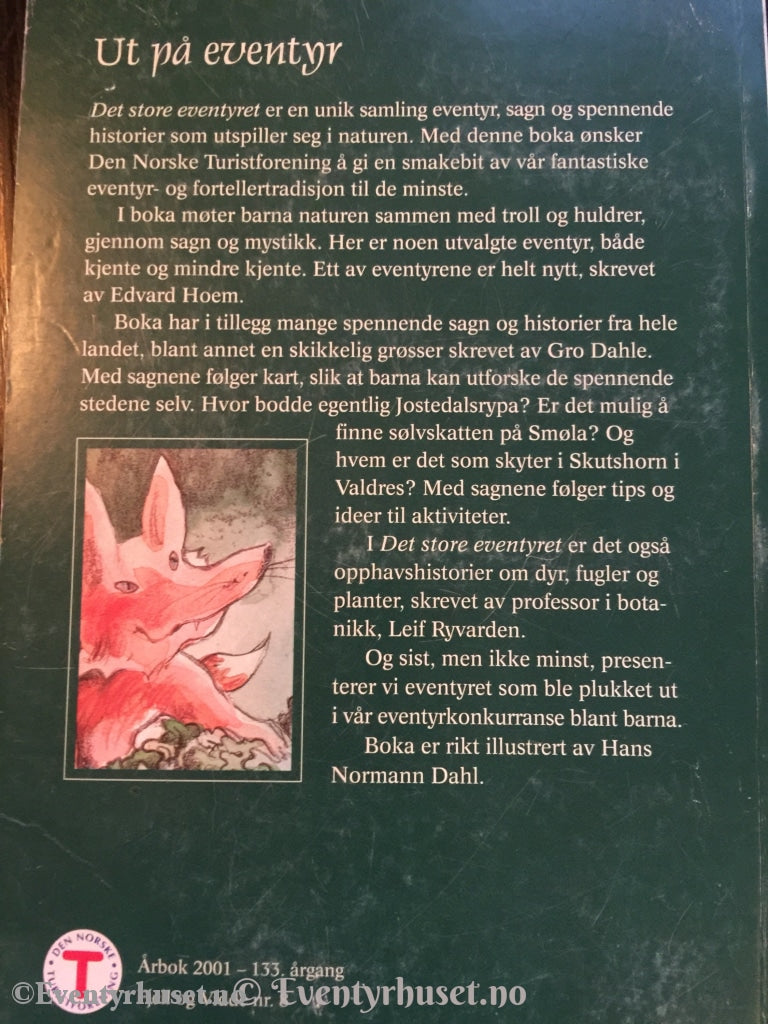 Ut på eventyr
Det store eventyret er en unik samling eventyr, sagn og spennende
historier som utspiller seg i naturen. Med denne boka ønsker
Den Norske Turistforening å gi en smakebit av vår fantastiske
eventyr- og fortellertradisjon til de minste.
I boka møter barna naturen sammen med troll og huldrer,
gjennom sagn og mystikk. Her er noen utvalgte eventyr, både
kjente og mindre kjente. Ett av eventyrene er helt nytt, skrevet
av Edvard Hoem.
Boka har i tillegg mange spennende sagn og historier fra hele
landet, blant annet en skikkelig grøsser skrevet av Gro Dahle.
Med sagnene følger kart, slik at barna kan utforske de spennende
stedene selv. Hvor bodde egentlig Jostedalsrypa? Er det mulig å
finne sølvskatten på Smøla? Og
hvem er det som skyter i Skutshorn i
Valdres? Med sagnene følger tips og
ideer til aktiviteter.
I Det store eventyret er det også
opphavshistorier om dyr, fugler og
planter, skrevet av professor i bota-
nikk, Leif Ryvarden.
Og sist, men ikke minst, presen-
terer vi eventyret som ble plukket ut
i vår eventyrkonkurranse blant barna.
Boka er rikt illustrert av Hans
Normann Dahl.
DEN NORSKE
T
TURISTFORENING
Årbok 2001 – 133. årgang
©Eventyrhuset.no © Eventyrhuset.no